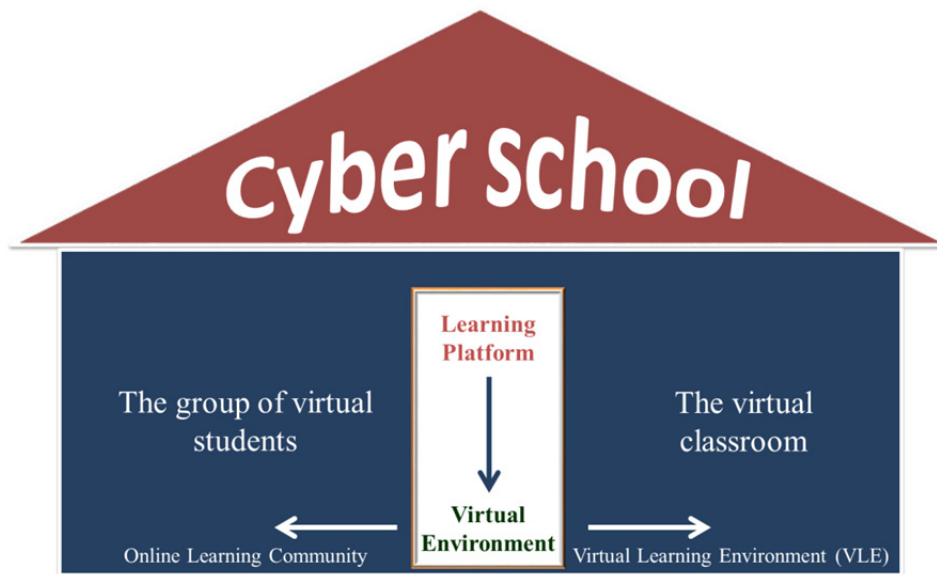 Cyber school
Learning
Platform
The group of virtual
students
The virtual
classroom
Virtual
Environment
Online Learning Community
Virtual Learning Environment (VLE)